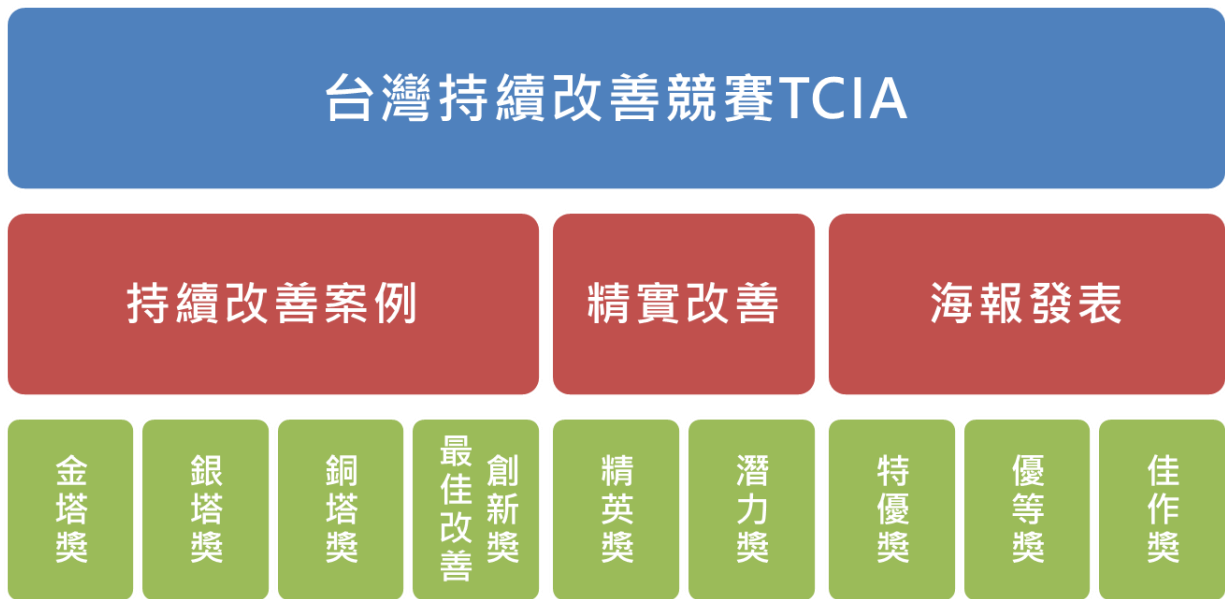 台灣持續改善競賽TCIA
持續改善案例
精實改善
海報發表
金塔獎
銀塔獎
銅塔獎
最佳改善
創新獎
精英獎
潛力獎
特優獎
優等獎
佳作獎